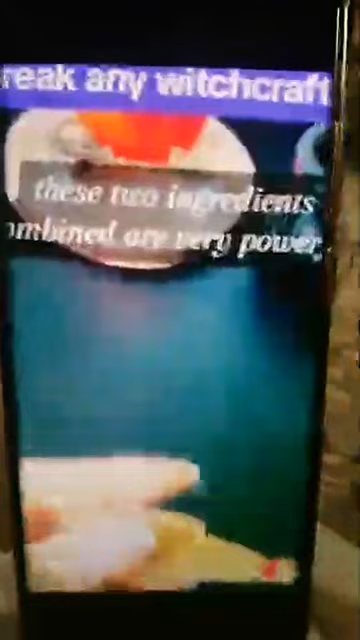 reak any witchcraft
these two ingredients
ombined are very power